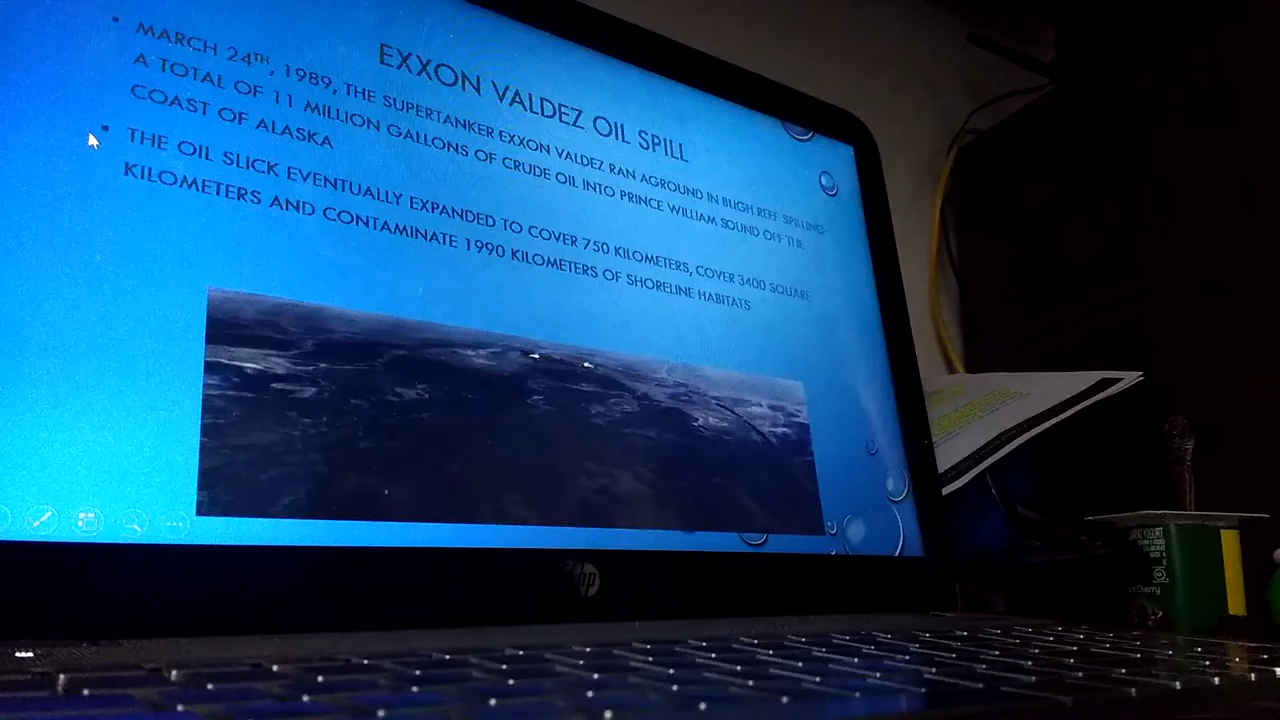 EXXON VALDEZ OIL SPILL
MARCH 24TH, 1989, THE SUPERTANKER EXXON VALDEZ RAN AGROUND IN BLIGH REEF SPILLING
A TOTAL OF 11 MILLION GALLONS OF CRUDE OIL INTO PRINCE WILLIAM SOUND OFF THE
COAST OF ALASKA
THE OIL SLICK EVENTUALLY EXPANDED TO COVER 750 KILOMETERS, COVER 3400 SQUARE
KILOMETERS AND CONTAMINATE 1990 KILOMETERS OF SHORELINE HABITATS
hp
YOGURT
Cherry